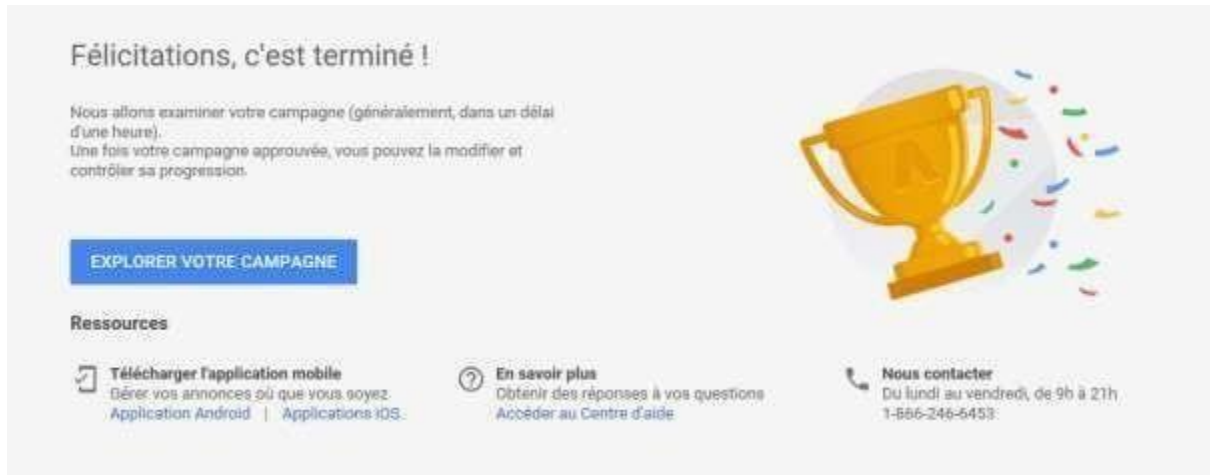 Félicitations, c'est terminé !
Nous allons examiner votre campagne (généralement, dans un délai
d'une heure).
Une fois votre campagne approuvée, vous pouvez la modifier et
contrôler sa progression.
EXPLORER VOTRE CAMPAGNE
Ressources
Télécharger l'application mobile
Gérer vos annonces où que vous soyez
Application Android | Applications iOS
En savoir plus
Obtenir des réponses à vos questions
Accéder au Centre d'aide
Nous contacter
Du lundi au vendredi, de 9h à 21h
1-866-246-6453